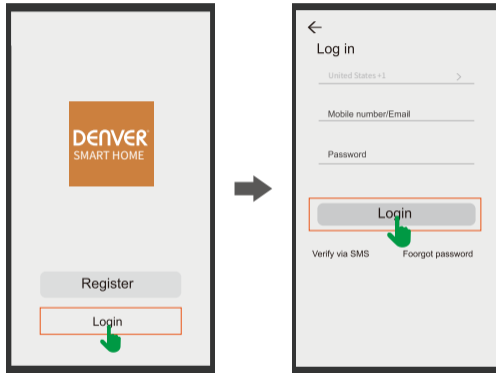 DENVER
SMART HOME
Register
Login
Log in
United States +1
Mobile number/Email
Password
Login
Verify via SMS
Foorgot password